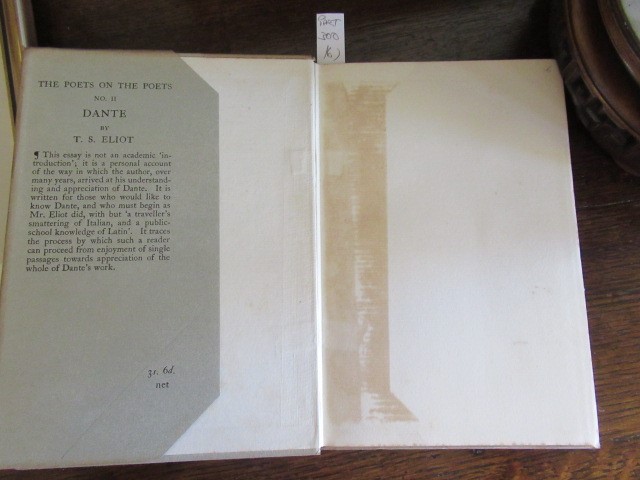 THE POETS ON THE POETS
NO. II
DANTE
BY
T. S. ELIOT
¶ This essay is not an academic 'in-
troduction'; it is a personal account
of the way in which the author, over
many years, arrived at his understand-
ing and appreciation of Dante. It is
written for those who would like to
know Dante, and who must begin as
Mr. Eliot did, with but 'a traveller's
smattering of Italian, and a public-
school knowledge of Latin'. It traces
the process by which such a reader
can proceed from enjoyment of single
passages towards appreciation of the
whole of Dante's work.
3s. 6d.
net
300